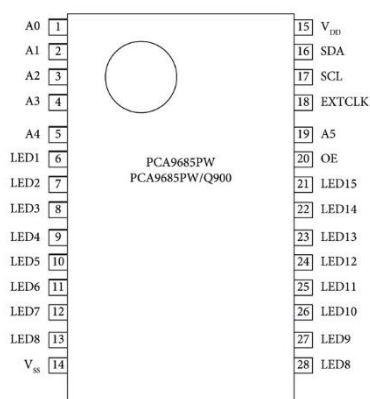 A0 1
A1 2
A2 3
A3 4
A4 5
LED1 6
LED2 7
LED3 8
LED4 9
LED5 10
LED6 11
LED7 12
LED8 13
Vss 14
PCA9685PW
PCA9685PW/Q900
15 VDD
16 SDA
17 SCL
18 EXTCLK
19 A5
20 OE
21 LED15
22 LED14
23 LED13
24 LED12
25 LED11
26 LED10
27 LED9
28 LED8